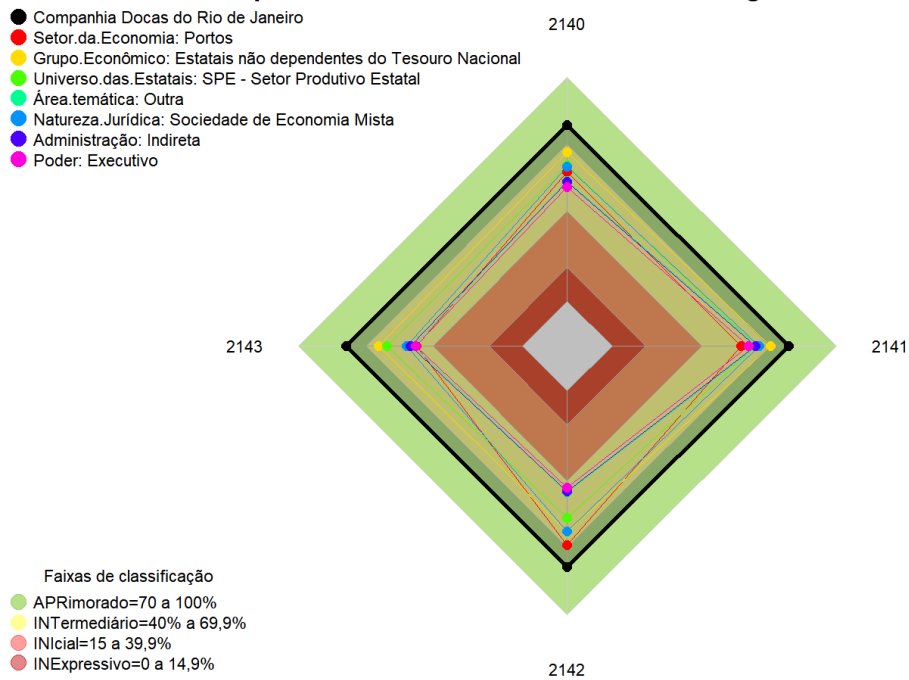 Companhia Docas do Rio de Janeiro
Setor.da.Economia: Portos
Grupo.Econômico: Estatais não dependentes do Tesouro Nacional
Universo.das.Estatais: SPE - Setor Produtivo Estatal
Área.temática: Outra
Natureza.Jurídica: Sociedade de Economia Mista
Administração: Indireta
Poder: Executivo
2140
2143
2141
2142
Faixas de classificação
APRimorado=70 a 100%
INTermediário=40% a 69,9%
INIcial=15 a 39,9%
INExpressivo=0 a 14,9%